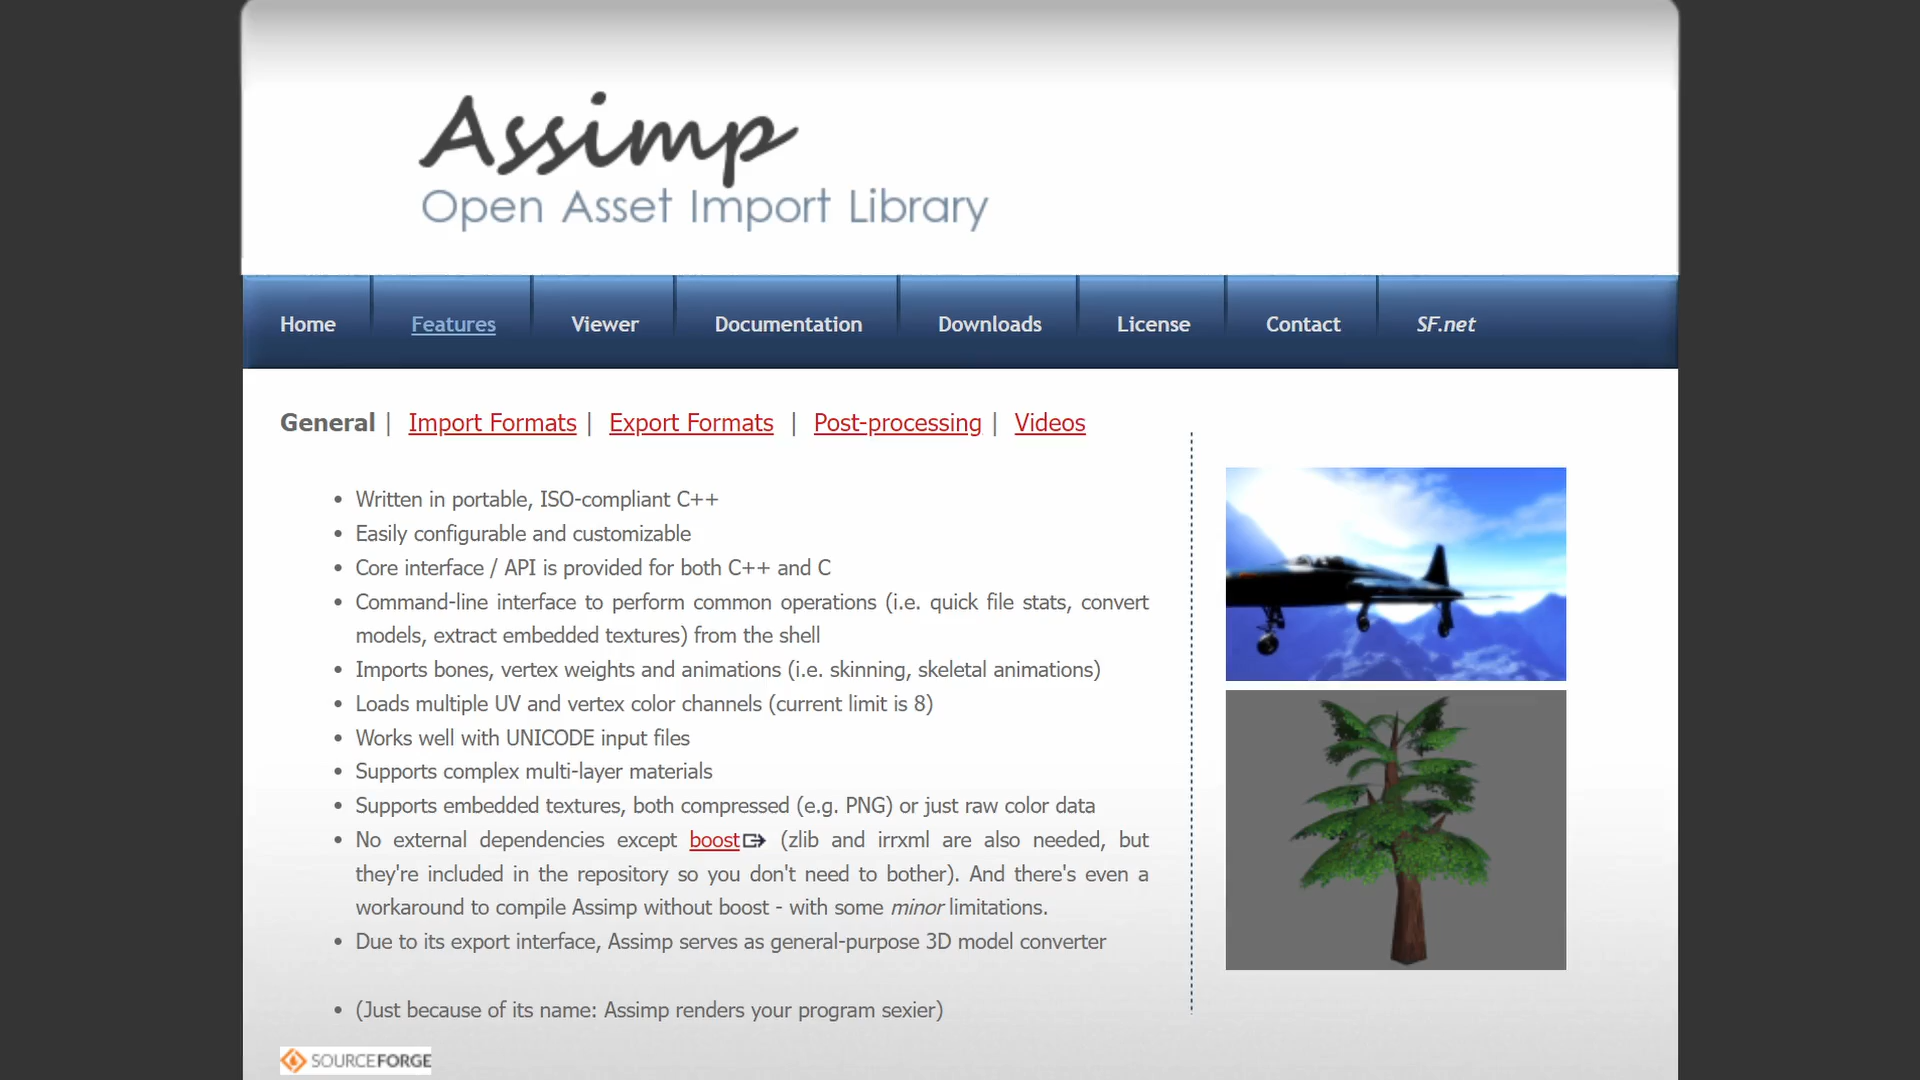 Assimp
Open Asset Import Library
Home Features Viewer Documentation Downloads License Contact SF.net
General | Import Formats | Export Formats | Post-processing | Videos
• Written in portable, ISO-compliant C++
• Easily configurable and customizable
• Core interface / API is provided for both C++ and C
• Command-line interface to perform common operations (i.e. quick file stats, convert
models, extract embedded textures) from the shell
• Imports bones, vertex weights and animations (i.e. skinning, skeletal animations)
• Loads multiple UV and vertex color channels (current limit is 8)
• Works well with UNICODE input files
• Supports complex multi-layer materials
• Supports embedded textures, both compressed (e.g. PNG) or just raw color data
• No external dependencies except boost (zlib and irrxml are also needed, but
they're included in the repository so you don't need to bother). And there's even a
workaround to compile Assimp without boost - with some minor limitations.
• Due to its export interface, Assimp serves as general-purpose 3D model converter
• (Just because of its name: Assimp renders your program sexier)
SOURCEFORGE